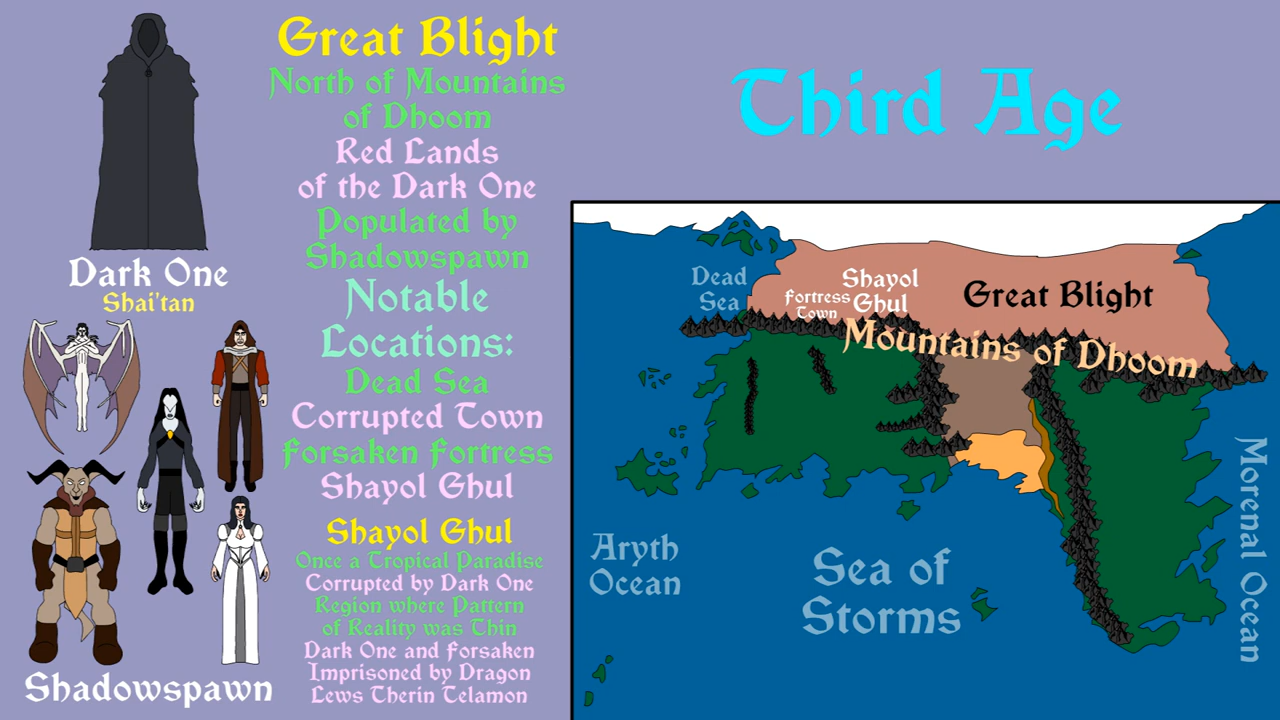 Great Blight
North of Mountains
of Dhoom
Red Lands
of the Dark One
Populated by
Shadowspawn
Notable
Locations:
Dead Sea
Corrupted Town
Forsaken Fortress
Shayol Ghul
Shayol Ghul
Once a Tropical Paradise
Corrupted by Dark One
Region where Pattern
of Reality was Thin
Dark One and Forsaken
Imprisoned by Dragon
Lews Therin Telamon
Dark One
Shai'tan
Shadowspawn
Third Age
Dead
Sea
Fortress
Town
Shayol
Ghul
Great Blight
Mountains of Dhoom
Aryth
Ocean
Sea of
Storms
Morenal Ocean